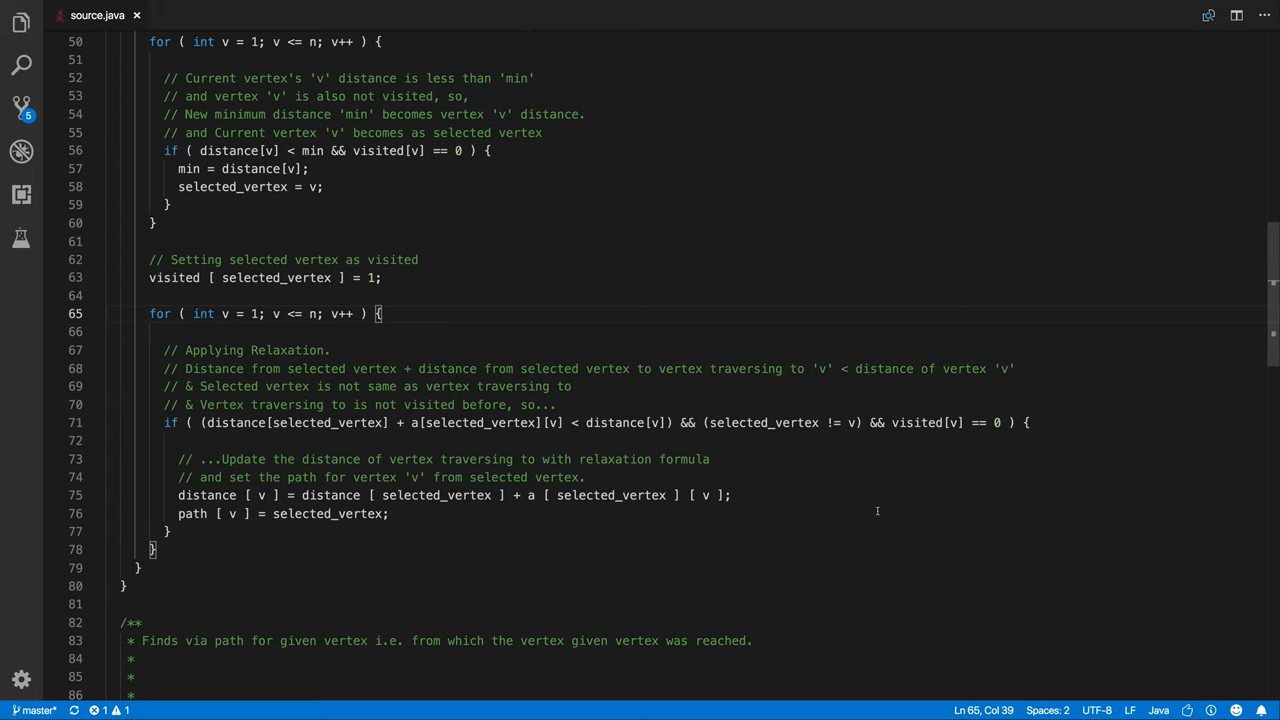 source.java
50 for ( int v = 1; v <= n; v++ ) {
51
52 // Current vertex's 'v' distance is less than 'min'
53 // and vertex 'v' is also not visited, so,
54 // New minimum distance 'min' becomes vertex 'v' distance.
55 // and Current vertex 'v' becomes as selected vertex
56 if ( distance[v] < min && visited[v] == 0 ) {
57 min = distance[v];
58 selected_vertex = v;
59 }
60 }
61
62 // Setting selected vertex as visited
63 visited [ selected_vertex ] = 1;
64
65 for ( int v = 1; v <= n; v++ ) {
66
67 // Applying Relaxation.
68 // Distance from selected vertex + distance from selected vertex to vertex traversing to 'v' < distance of vertex 'v'
69 // & Selected vertex is not same as vertex traversing to
70 // & Vertex traversing to is not visited before, so...
71 if ( (distance[selected_vertex] + a[selected_vertex][v] < distance[v]) && (selected_vertex != v) && visited[v] == 0 ) {
72
73 // ...Update the distance of vertex traversing to with relaxation formula
74 // and set the path for vertex 'v' from selected vertex.
75 distance [ v ] = distance [ selected_vertex ] + a [ selected_vertex ] [ v ];
76 path [ v ] = selected_vertex;
77 }
78 }
79 }
80 }
81
82 /**
83 * Finds via path for given vertex i.e. from which the vertex given vertex was reached.
84 *
85 *
86 *
5
master* 1 1 Ln 65, Col 39 Spaces: 2 UTF-8 LF Java